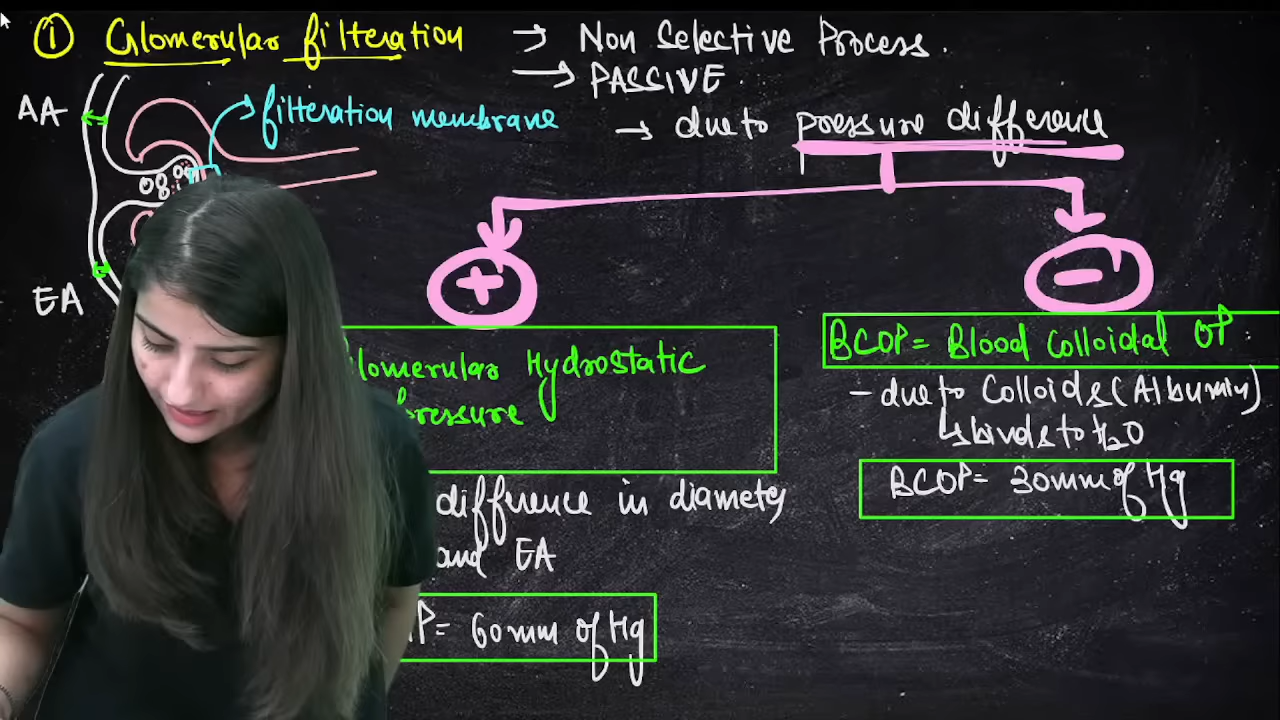 ① Glomerular filteration → Non Selective Process.
→ PASSIVE
AA
filteration membrane
→ due to pressure difference
EA
+
−
lomerular Hydrostatic
pressure
difference in diameter
and EA
P= 60mm of Hg
BCOP= Blood Colloidal OP
- due to Colloids (Albumin)
↳ binds to H2O
BCOP= 30mm of Hg